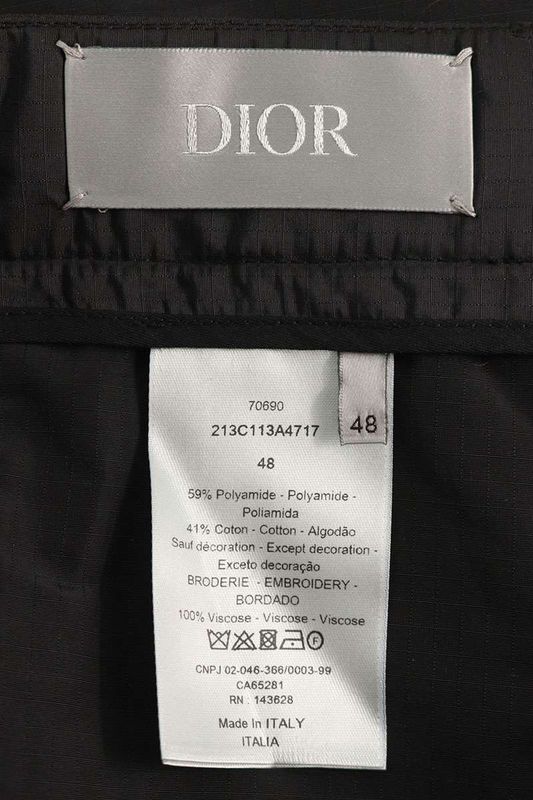 DIOR
70690
213C113A4717
48
48
59% Polyamide - Polyamide -
Poliamida
41% Coton - Cotton - Algodão
Sauf décoration - Except decoration -
Exceto decoração
BRODERIE - EMBROIDERY -
BORDADO
100% Viscose - Viscose - Viscose
F
CNPJ 02-046-366/0003-99
CA65281
RN : 143628
Made In ITALY
ITALIA